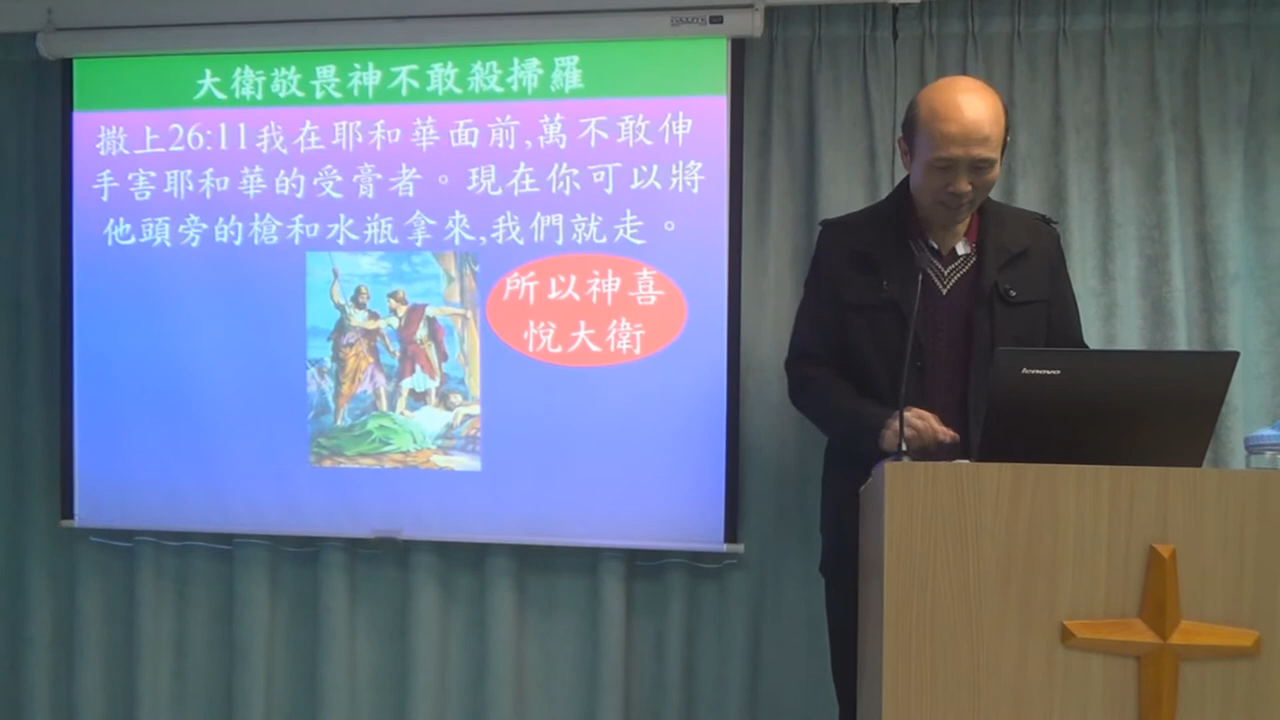 大衛敬畏神不敢殺掃羅
撒上26:11我在耶和華面前,萬不敢伸
手害耶和華的受膏者。現在你可以將
他頭旁的槍和水瓶拿來,我們就走。
所以神喜
悅大衛
lenovo